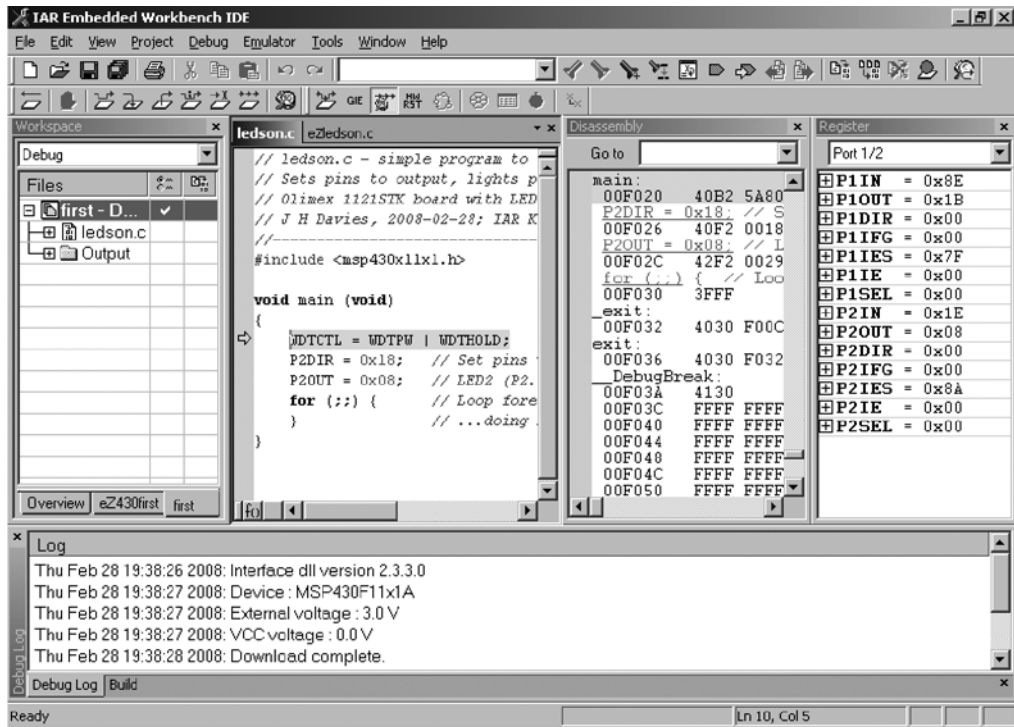 IAR Embedded Workbench IDE
File Edit View Project Debug Emulator Tools Window Help
GIE
RST
Workspace
Debug
Files
first - D...
ledson.c
Output
Overview eZ430first first
ledson.c eZledson.c
// ledson.c - simple program to
// Sets pins to output, lights p
// Olimex 1121STK board with LED
// J H Davies, 2008-02-28; IAR K
//
#include <msp430x11x1.h>
void main (void)
{
WDTCTL = WDTPW | WDTHOLD;
P2DIR = 0x18; // Set pins
P2OUT = 0x08; // LED2 (P2.
for (;;) { // Loop fore
} // ...doing
}
Disassembly
Go to
main:
00F020 40B2 5A80
P2DIR = 0x18; // S
00F026 40F2 0018
P2OUT = 0x08; // L
00F02C 42F2 0029
for (;;) { // Loo
00F030 3FFF
_exit:
00F032 4030 F00C
exit:
00F036 4030 F032
__DebugBreak:
00F03A 4130
00F03C FFFF FFFF
00F040 FFFF FFFF
00F044 FFFF FFFF
00F048 FFFF FFFF
00F04C FFFF FFFF
00F050 FFFF FFFF
Register
Port 1/2
P1IN = 0x8E
P1OUT = 0x1B
P1DIR = 0x00
P1IFG = 0x00
P1IES = 0x7F
P1IE = 0x00
P1SEL = 0x00
P2IN = 0x1E
P2OUT = 0x08
P2DIR = 0x00
P2IFG = 0x00
P2IES = 0x8A
P2IE = 0x00
P2SEL = 0x00
Log
Thu Feb 28 19:38:26 2008: Interface dll version 2.3.3.0
Thu Feb 28 19:38:27 2008: Device : MSP430F11x1A
Thu Feb 28 19:38:27 2008: External voltage : 3.0 V
Thu Feb 28 19:38:27 2008: VCC voltage : 0.0 V
Thu Feb 28 19:38:28 2008: Download complete.
Debug Log
Debug Log Build
Ready
Ln 10, Col 5